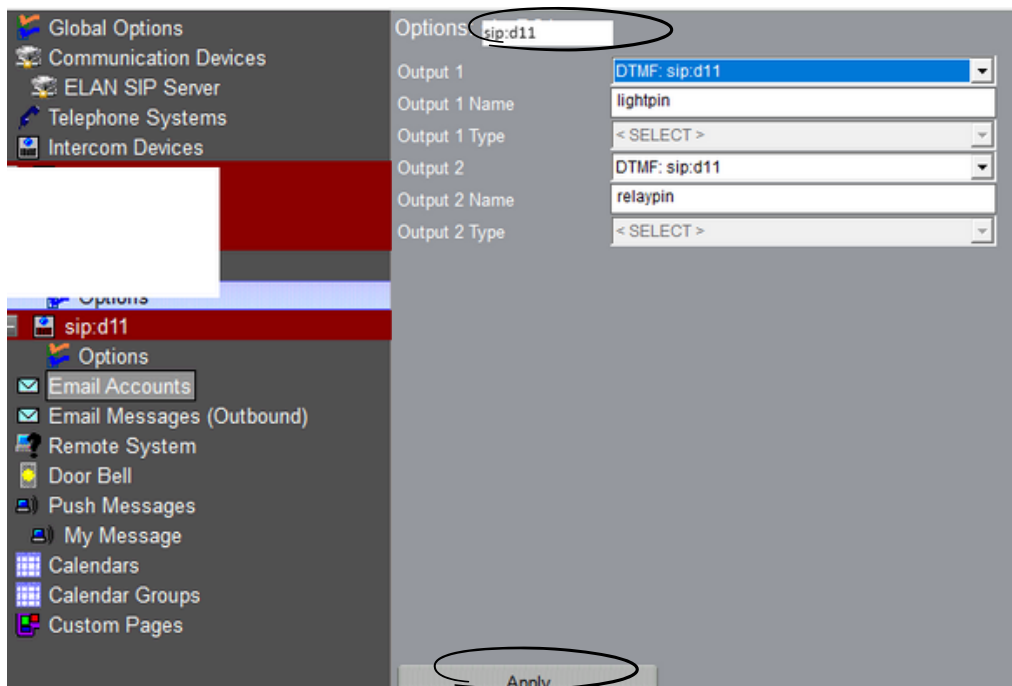 Global Options
Communication Devices
ELAN SIP Server
Telephone Systems
Intercom Devices
Options
sip:d11
Options
Email Accounts
Email Messages (Outbound)
Remote System
Door Bell
Push Messages
My Message
Calendars
Calendar Groups
Custom Pages
Options
sip:d11
Output 1 DTMF: sip:d11
Output 1 Name lightpin
Output 1 Type < SELECT >
Output 2 DTMF: sip:d11
Output 2 Name relaypin
Output 2 Type < SELECT >
Apply